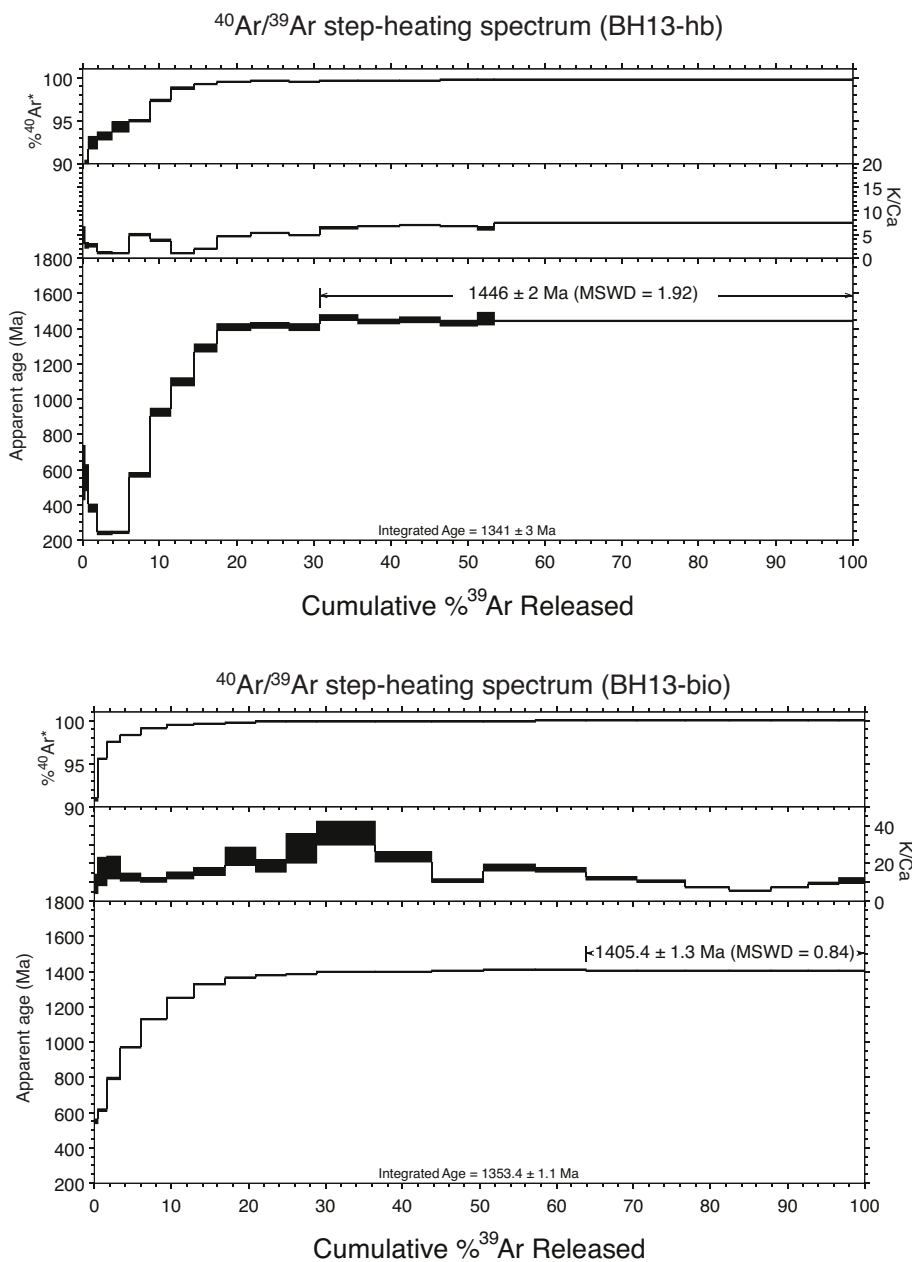 ⁴⁰Ar/³⁹Ar step-heating spectrum (BH13-hb)
100
95
90
%⁴⁰Ar*
20
15
10
5
0
K/Ca
1800
1600
1400
1200
1000
800
600
400
200
Apparent age (Ma)
1446 ± 2 Ma (MSWD = 1.92)
Integrated Age = 1341 ± 3 Ma
0 10 20 30 40 50 60 70 80 90 100
Cumulative %³⁹Ar Released
⁴⁰Ar/³⁹Ar step-heating spectrum (BH13-bio)
100
95
90
%⁴⁰Ar*
40
20
0
K/Ca
1800
1600
1400
1200
1000
800
600
400
200
Apparent age (Ma)
1405.4 ± 1.3 Ma (MSWD = 0.84)
Integrated Age = 1353.4 ± 1.1 Ma
0 10 20 30 40 50 60 70 80 90 100
Cumulative %³⁹Ar Released